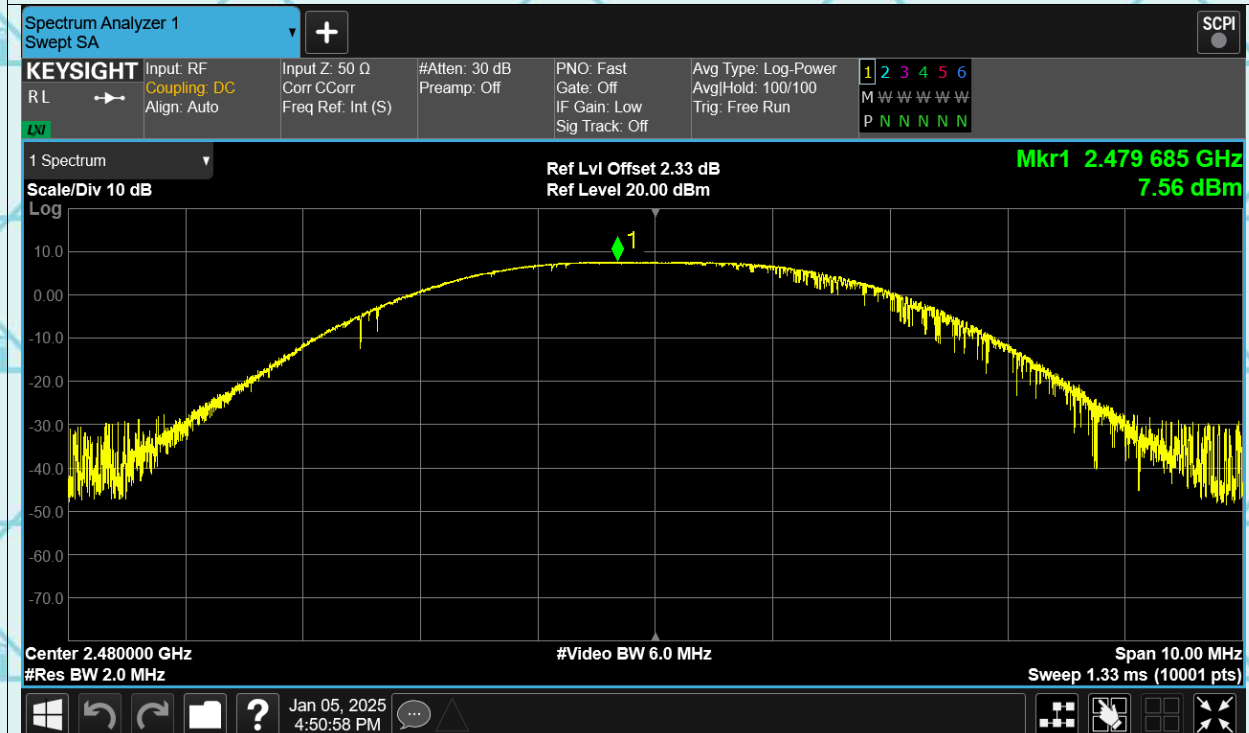 Spectrum Analyzer 1
Swept SA
+
SCPI
KEYSIGHT
RL
LXI
Input: RF
Coupling: DC
Align: Auto
Input Z: 50 Ω
Corr CCorr
Freq Ref: Int (S)
#Atten: 30 dB
Preamp: Off
PNO: Fast
Gate: Off
IF Gain: Low
Sig Track: Off
Avg Type: Log-Power
Avg|Hold: 100/100
Trig: Free Run
1 2 3 4 5 6
M W W W W W
P N N N N N N
1 Spectrum
Scale/Div 10 dB
Log
Ref Lvl Offset 2.33 dB
Ref Level 20.00 dBm
Mkr1 2.479 685 GHz
7.56 dBm
1
10.0
0.00
-10.0
-20.0
-30.0
-40.0
-50.0
-60.0
-70.0
Center 2.480000 GHz
#Video BW 6.0 MHz
Span 10.00 MHz
#Res BW 2.0 MHz
Sweep 1.33 ms (10001 pts)
?
Jan 05, 2025
4:50:58 PM